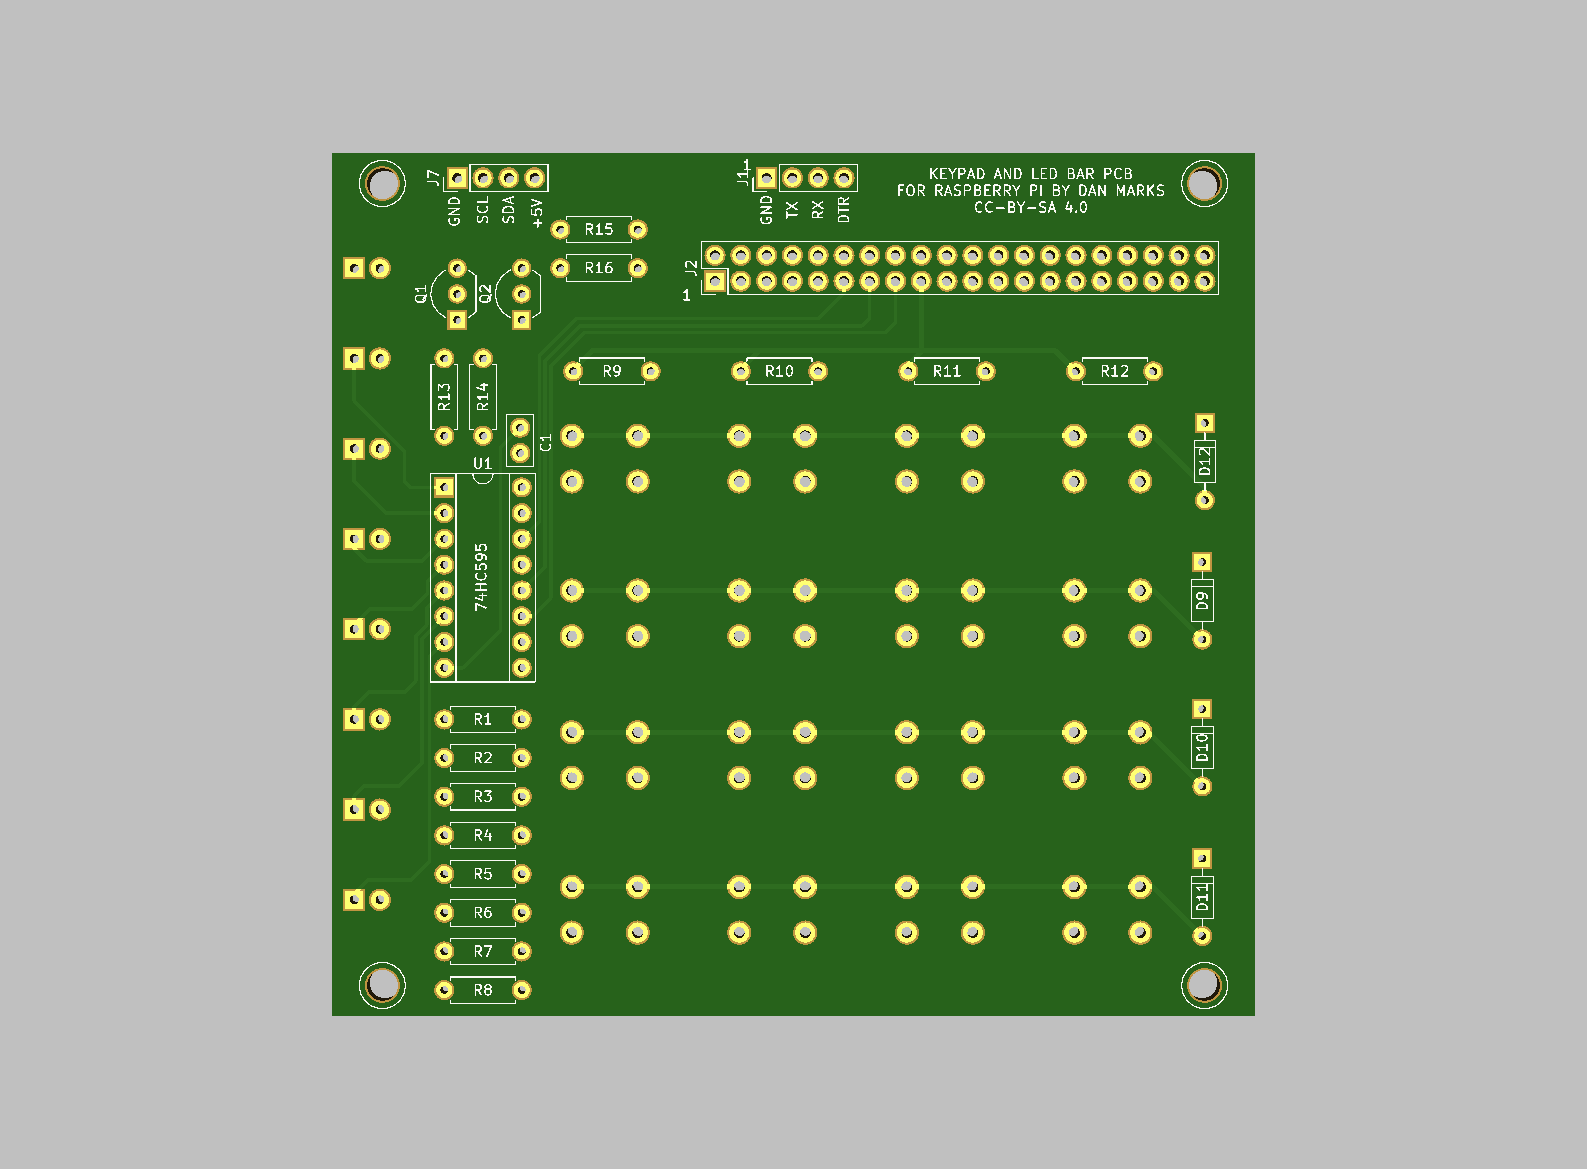 J7
GND
SCL
SDA
+5V
1
J1
GND
TX
RX
DTR
KEYPAD AND LED BAR PCB
FOR RASPBERRY PI BY DAN MARKS
CC-BY-SA 4.0
R15
R16
Q1
Q2
J2
1
R9
R10
R11
R12
R13
R14
C1
U1
74HC595
D12
D9
R1
R2
R3
R4
R5
R6
R7
R8
D10
D11